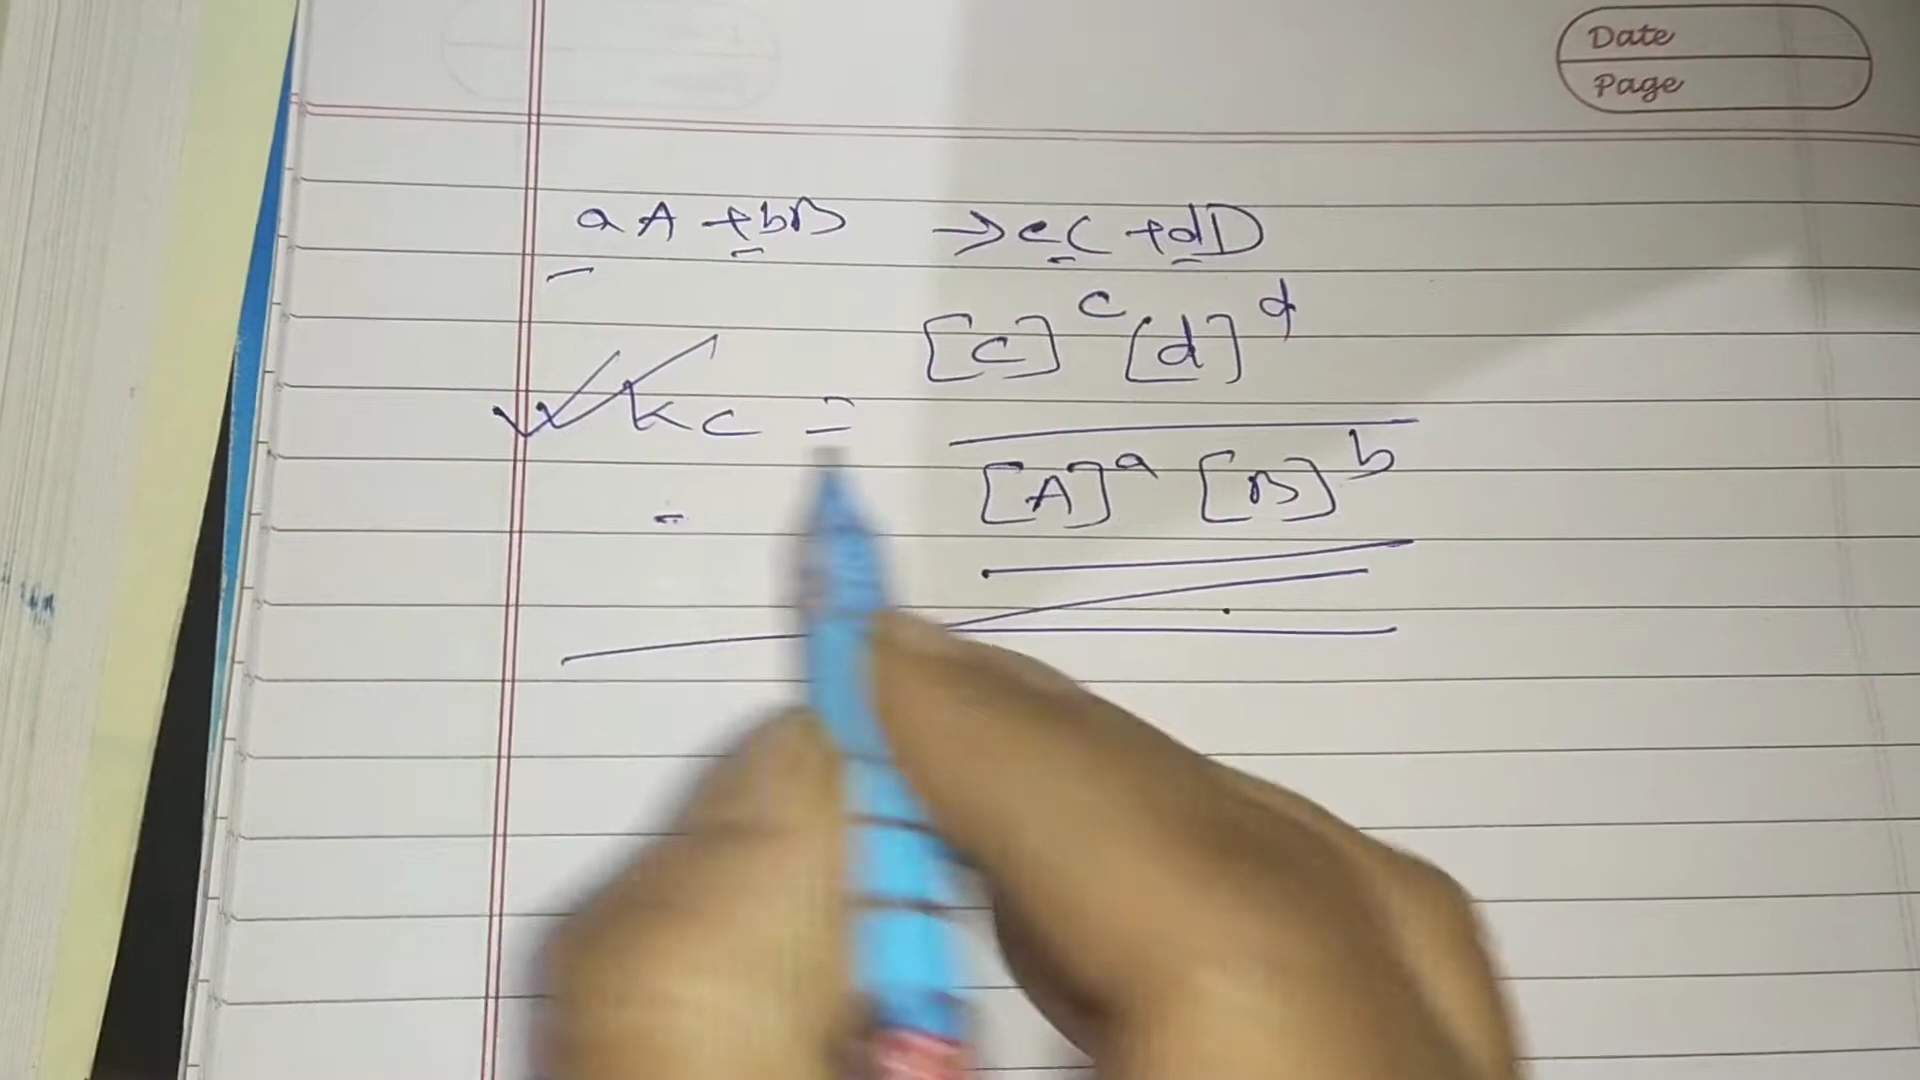 Date
Page
aA + bB → cC + dD
[C]^c [d]^d
Kc =
[A]^a [B]^b